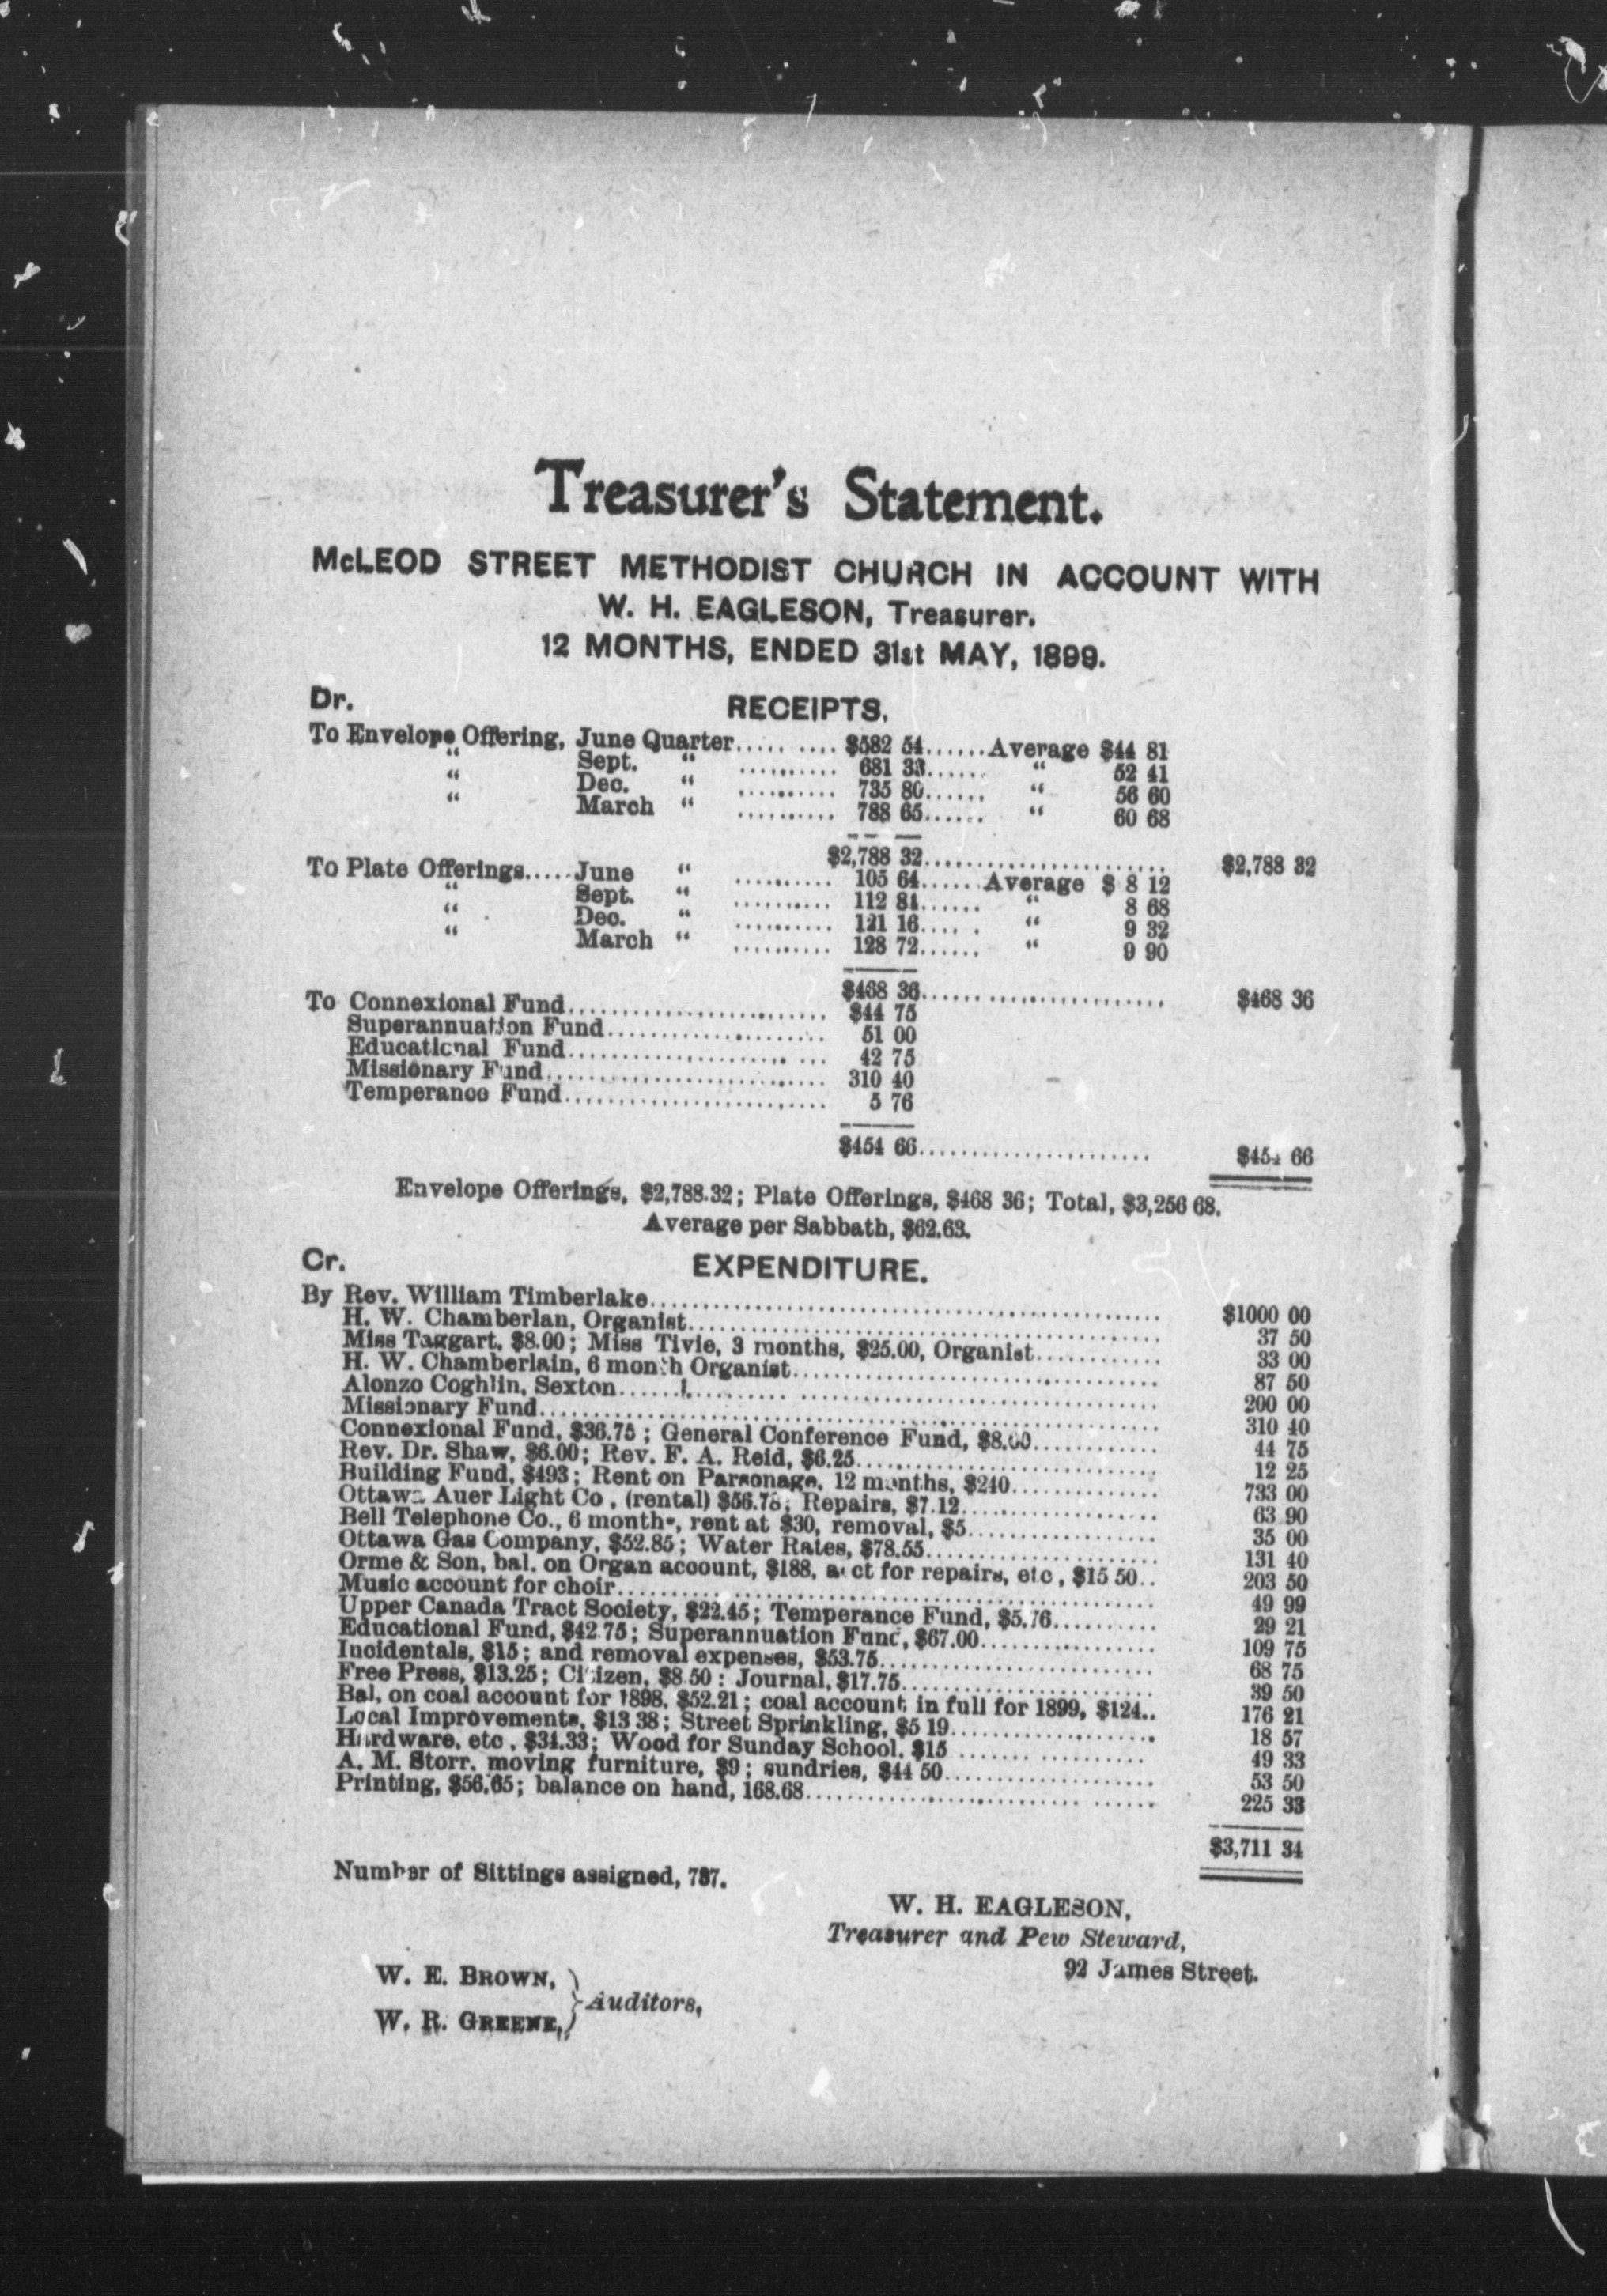 Treasurer's Statement.
McLEOD STREET METHODIST CHURCH IN ACCOUNT WITH
W. H. EAGLESON, Treasurer.
12 MONTHS, ENDED 31st MAY, 1899.
Dr. RECEIPTS.
To Envelope Offering, June Quarter.......... $582 54......Average $44 81
" Sept. " .......... 681 33...... " 52 41
" Dec. " .......... 735 80...... " 56 60
" March " .......... 788 65...... " 60 68
$2,788 32........................ $2,788 32
To Plate Offerings.....June " .......... 105 64......Average $ 8 12
" Sept. " .......... 112 84...... " 8 68
" Dec. " .......... 121 16...... " 9 32
" March " .......... 128 72...... " 9 90
$468 36........................ $468 36
To Connexional Fund.......................... $44 75
Superannuation Fund...................... 51 00
Educational Fund.......................... 42 75
Missionary Fund............................ 310 40
Temperance Fund.......................... 5 76
$454 66...................... $454 66
Envelope Offerings, $2,788.32; Plate Offerings, $468 36; Total, $3,256 68.
Average per Sabbath, $62.63.
Cr. EXPENDITURE.
By Rev. William Timberlake.................................................. $1000 00
H. W. Chamberlan, Organist.............................................. 37 50
Miss Taggart, $8.00; Miss Tivie, 3 months, $25.00, Organist............ 33 00
H. W. Chamberlain, 6 month Organist.................................... 87 50
Alonzo Coghlin, Sexton.................................................... 200 00
Missionary Fund............................................................ 310 40
Connexional Fund, $36.75; General Conference Fund, $8.00............ 44 75
Rev. Dr. Shaw, $6.00; Rev. F. A. Reid, $6.25.............................. 12 25
Building Fund, $493; Rent on Parsonage, 12 months, $240.............. 733 00
Ottawa Auer Light Co , (rental) $56.78; Repairs, $7.12.................... 63 90
Bell Telephone Co., 6 months, rent at $30, removal, $5.................. 35 00
Ottawa Gas Company, $52.85; Water Rates, $78.55...................... 131 40
Orme & Son, bal. on Organ account, $188, acct for repairs, etc , $15 50.. 203 50
Music account for choir.................................................... 49 99
Upper Canada Tract Society, $22.45; Temperance Fund, $5.76.......... 29 21
Educational Fund, $42.75; Superannuation Fund, $67.00................ 109 75
Incidentals, $15; and removal expenses, $53.75.......................... 68 75
Free Press, $13.25; Citizen, $8.50: Journal, $17.75........................ 39 50
Bal. on coal account for 1898, $52.21; coal account in full for 1899, $124.. 176 21
Local Improvements, $13 38; Street Sprinkling, $5 19.................... 18 57
Hardware, etc , $34.33; Wood for Sunday School, $15 .................. 49 33
A. M. Storr, moving furniture, $9; sundries, $44 50.................... 53 50
Printing, $56.65; balance on hand, 168.68................................ 225 33
$3,711 34
Number of Sittings assigned, 787.
W. H. EAGLESON,
Treasurer and Pew Steward,
92 James Street.
W. E. BROWN,
Auditors,
W. R. GREENE,